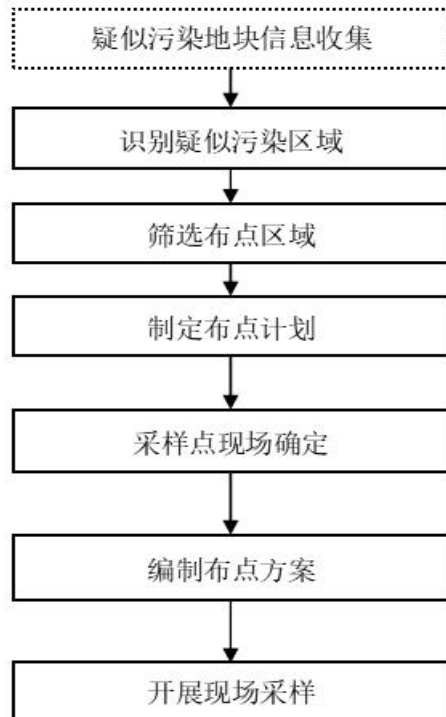 疑似污染地块信息收集
识别疑似污染区域
筛选布点区域
制定布点计划
采样点现场确定
编制布点方案
开展现场采样